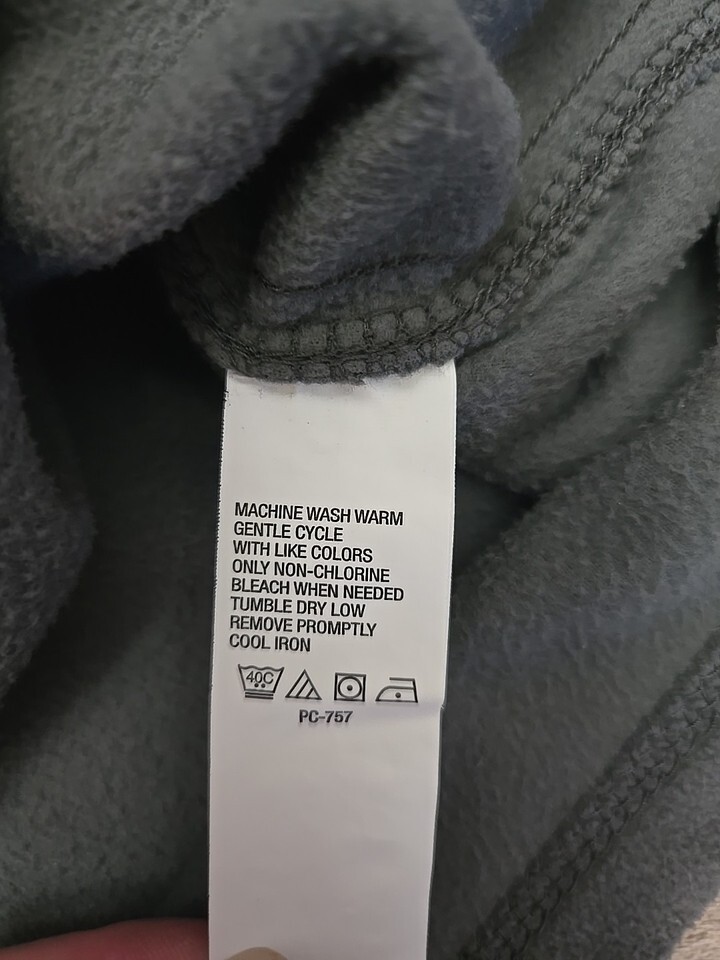 MACHINE WASH WARM
GENTLE CYCLE
WITH LIKE COLORS
ONLY NON-CHLORINE
BLEACH WHEN NEEDED
TUMBLE DRY LOW
REMOVE PROMPTLY
COOL IRON
40C
PC-757